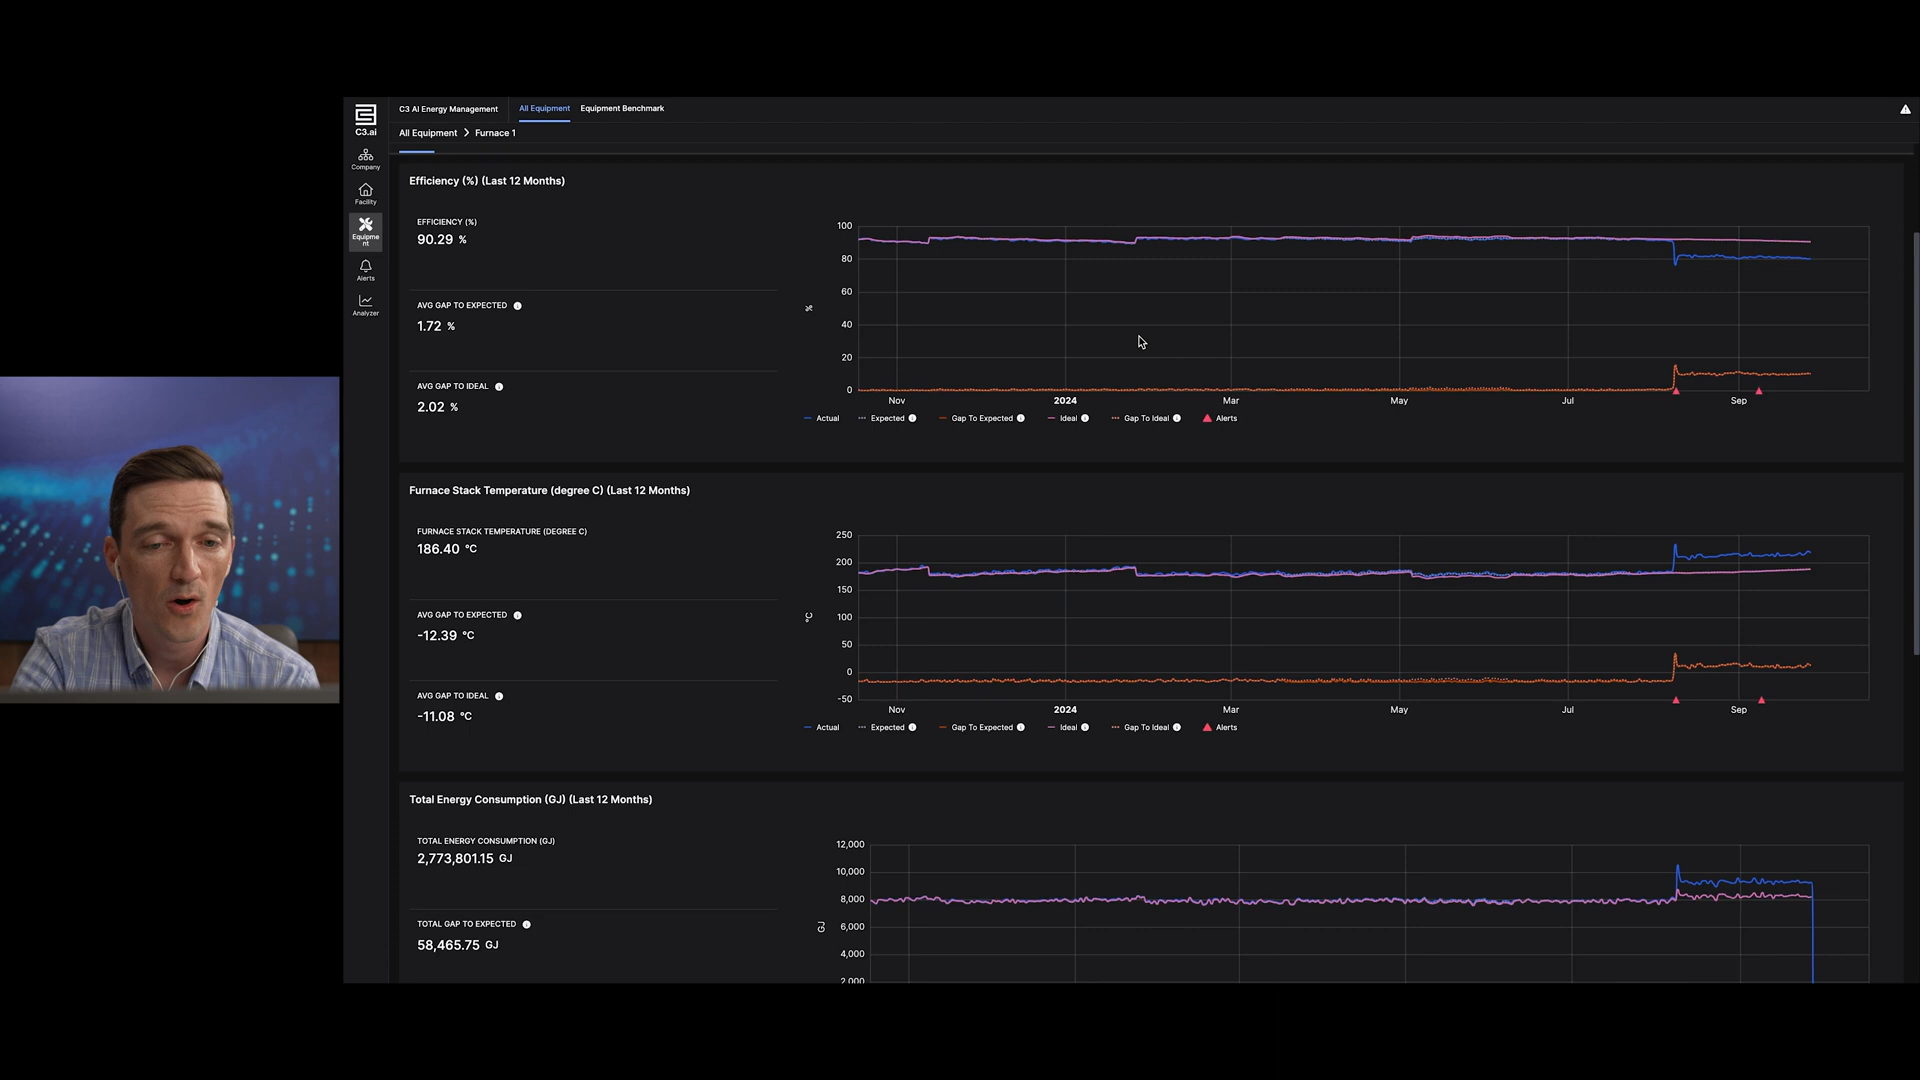 C3.ai
Company
Facility
Equipme
nt
Alerts
Analyzer
C3 AI Energy Management
All Equipment
Equipment Benchmark
All Equipment > Furnace 1
Efficiency (%) (Last 12 Months)
EFFICIENCY (%)
90.29 %
AVG GAP TO EXPECTED
1.72 %
AVG GAP TO IDEAL
2.02 %
100
80
60
40
20
0
%
Nov 2024 Mar May Jul Sep
Actual Expected Gap To Expected Ideal Gap To Ideal Alerts
Furnace Stack Temperature (degree C) (Last 12 Months)
FURNACE STACK TEMPERATURE (DEGREE C)
186.40 °C
AVG GAP TO EXPECTED
-12.39 °C
AVG GAP TO IDEAL
-11.08 °C
250
200
150
100
50
0
-50
°C
Nov 2024 Mar May Jul Sep
Actual Expected Gap To Expected Ideal Gap To Ideal Alerts
Total Energy Consumption (GJ) (Last 12 Months)
TOTAL ENERGY CONSUMPTION (GJ)
2,773,801.15 GJ
TOTAL GAP TO EXPECTED
58,465.75 GJ
12,000
10,000
8,000
6,000
4,000
2,000
GJ